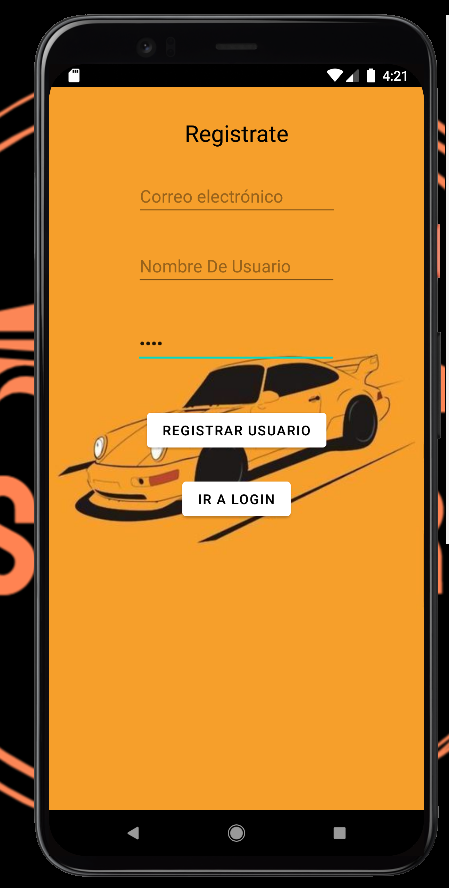 4:21
Registrate
Correo electrónico
Nombre De Usuario
••••
REGISTRAR USUARIO
IR A LOGIN